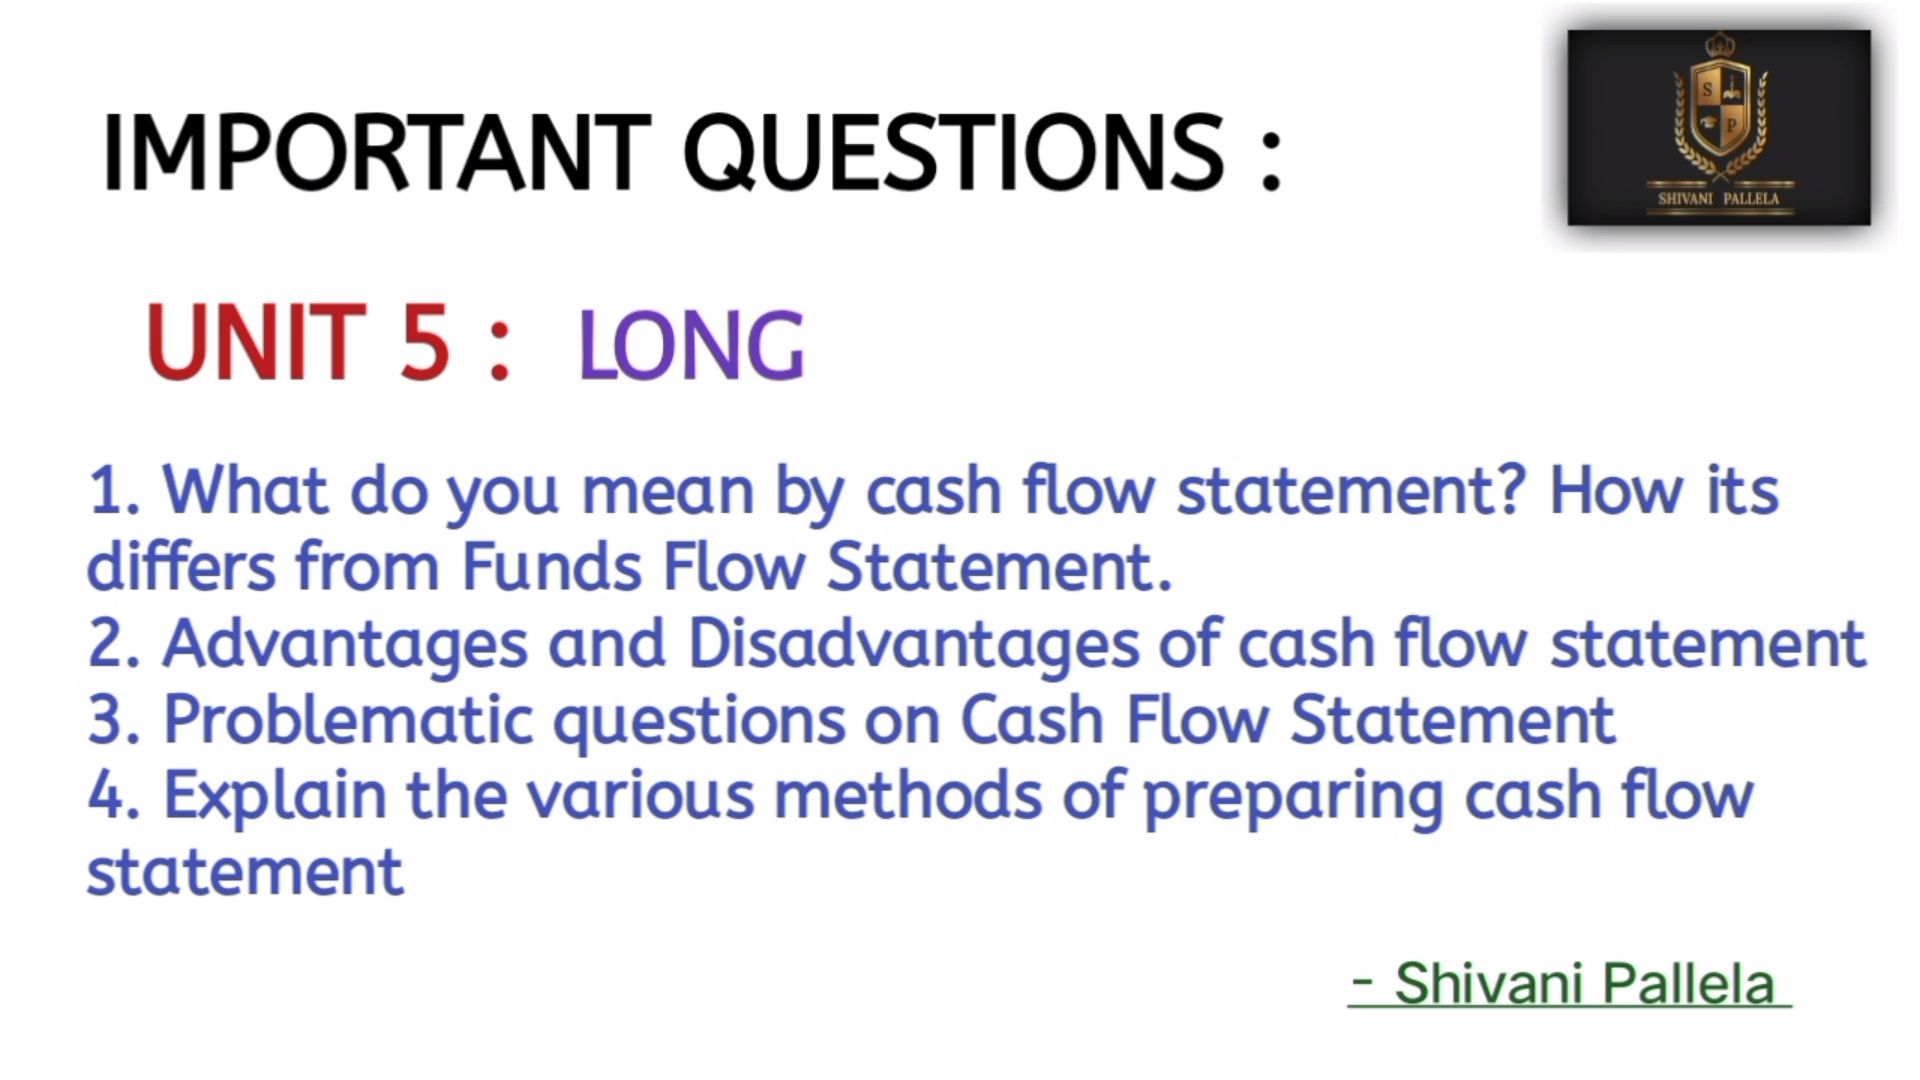 IMPORTANT QUESTIONS :
S
P
SHIVANI PALLELA
UNIT 5 : LONG
1. What do you mean by cash flow statement? How its
differs from Funds Flow Statement.
2. Advantages and Disadvantages of cash flow statement
3. Problematic questions on Cash Flow Statement
4. Explain the various methods of preparing cash flow
statement
- Shivani Pallela